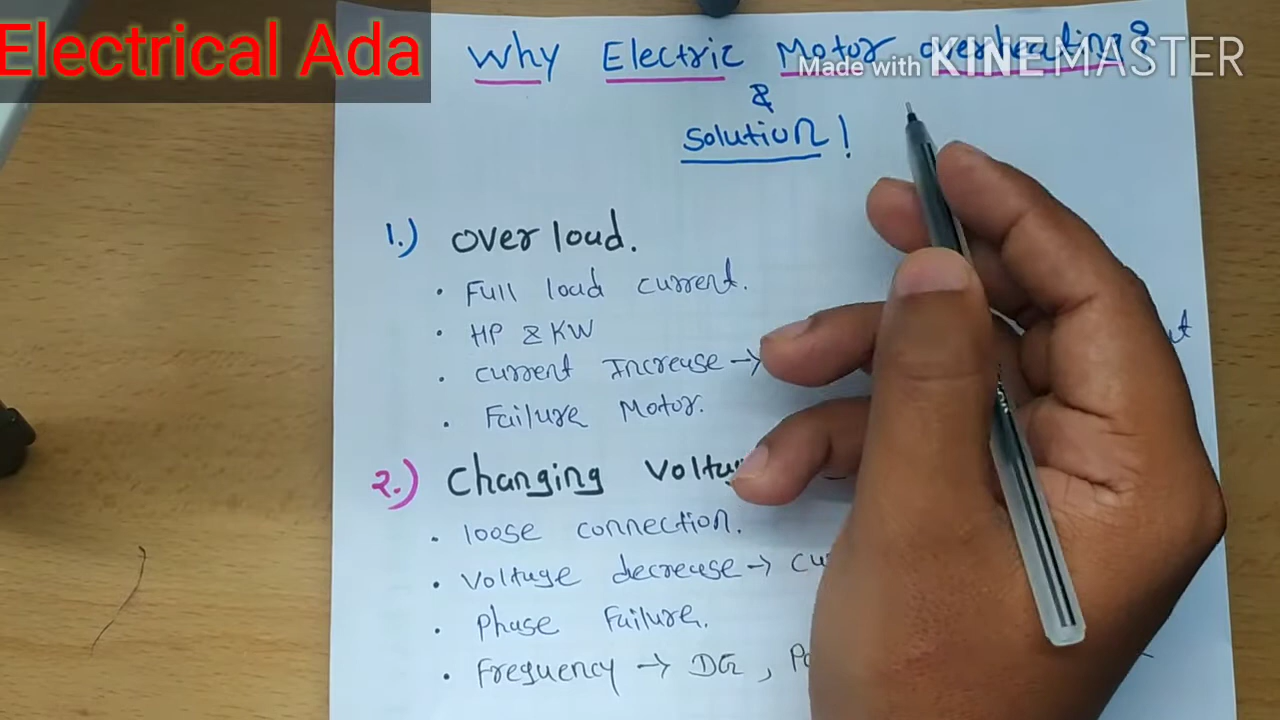 Electrical Ada
Why Electric Motor overheating?
Made with KINEMASTER
&
Solution!
1.) over load.
• Full load current.
• HP & KW
• current Increase →
• Failure Motor.
2.) Changing
• loose connection.
• Voltage decrease →
• Phase Failure.
• Frequency → DG,